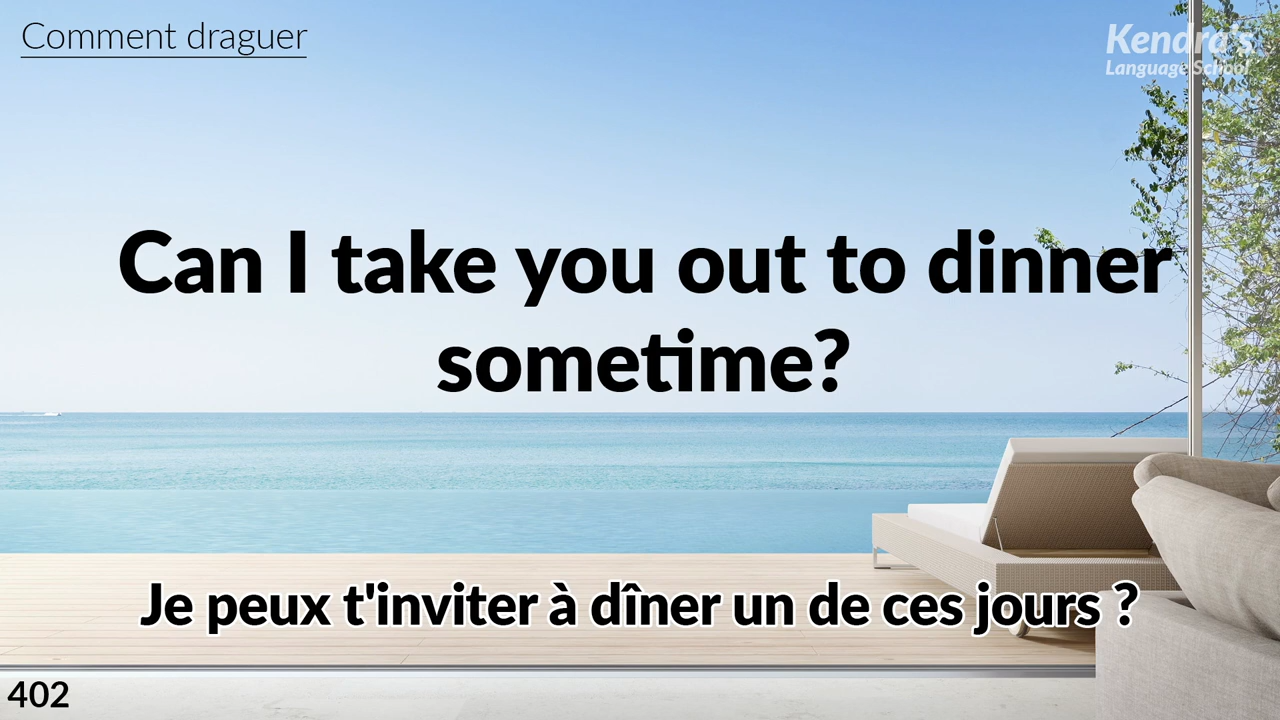 Comment draguer
Kendra's
Language School
Can I take you out to dinner
sometime?
Je peux t'inviter à dîner un de ces jours ?
402